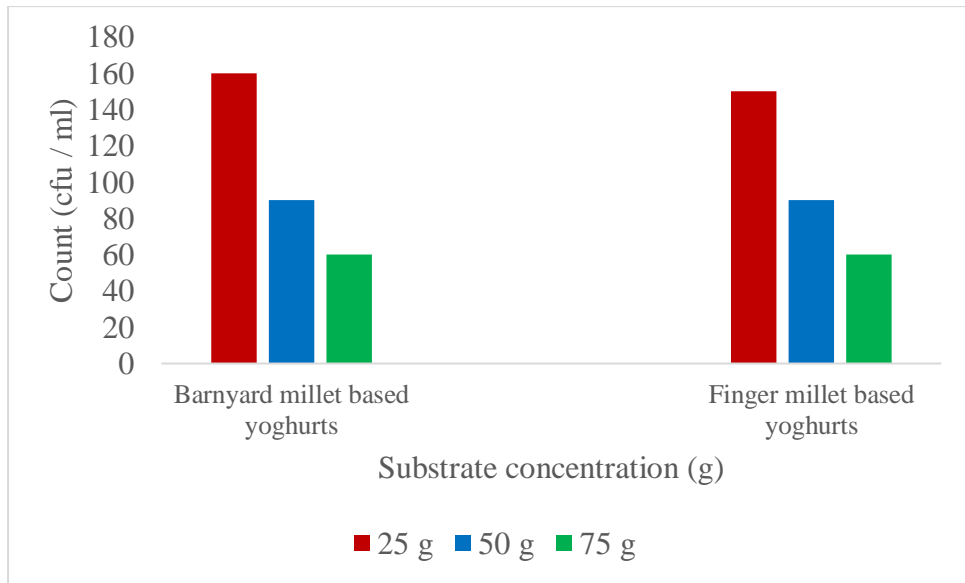 180
160
140
120
100
80
60
40
20
0
Count (cfu / ml)
Barnyard millet based
yoghurts
Finger millet based
yoghurts
Substrate concentration (g)
25 g 50 g 75 g